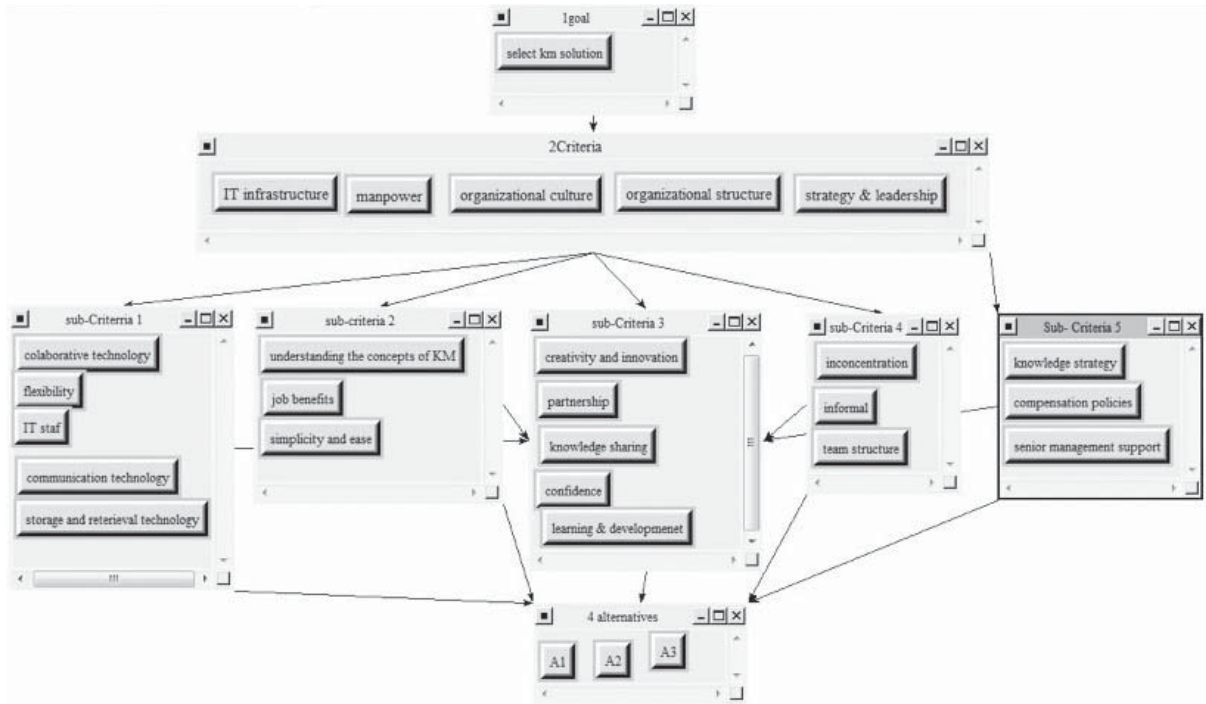 1goal
select km solution
2Criteria
IT infrastructure
manpower
organizational culture
organizational structure
strategy & leadership
sub-Criterria 1
colaborative technology
flexibility
IT staf
communication technology
storage and reterieval technology
sub-criteria 2
understanding the concepts of KM
job benefits
simplicity and ease
sub-Criteria 3
creativity and innovation
partnership
knowledge sharing
confidence
learning & developmenet
sub-Criteria 4
inconcentration
informal
team structure
Sub- Criteria 5
knowledge strategy
compensation policies
senior management support
4 alternatives
A1
A2
A3